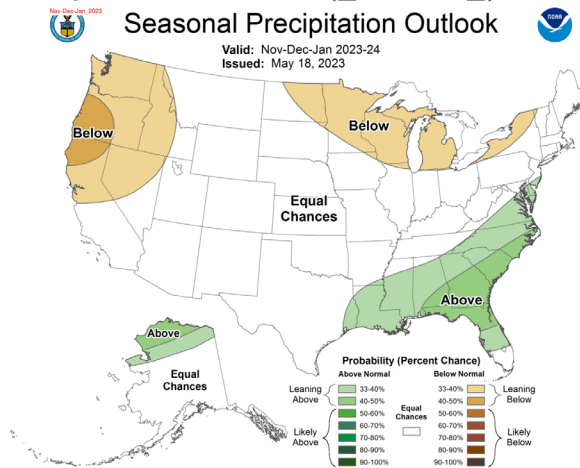 Nov-Dec-Jan_2023
Seasonal Precipitation Outlook
NOAA
Valid: Nov-Dec-Jan 2023-24
Issued: May 18, 2023
Below
Below
Equal
Chances
Above
Above
Equal
Chances
Probability (Percent Chance)
Above Normal
Below Normal
Leaning
Above
33-40%
40-50%
Likely
Above
50-60%
60-70%
70-80%
80-90%
90-100%
Equal
Chances
33-40%
40-50%
Leaning
Below
50-60%
60-70%
70-80%
80-90%
90-100%
Likely
Below